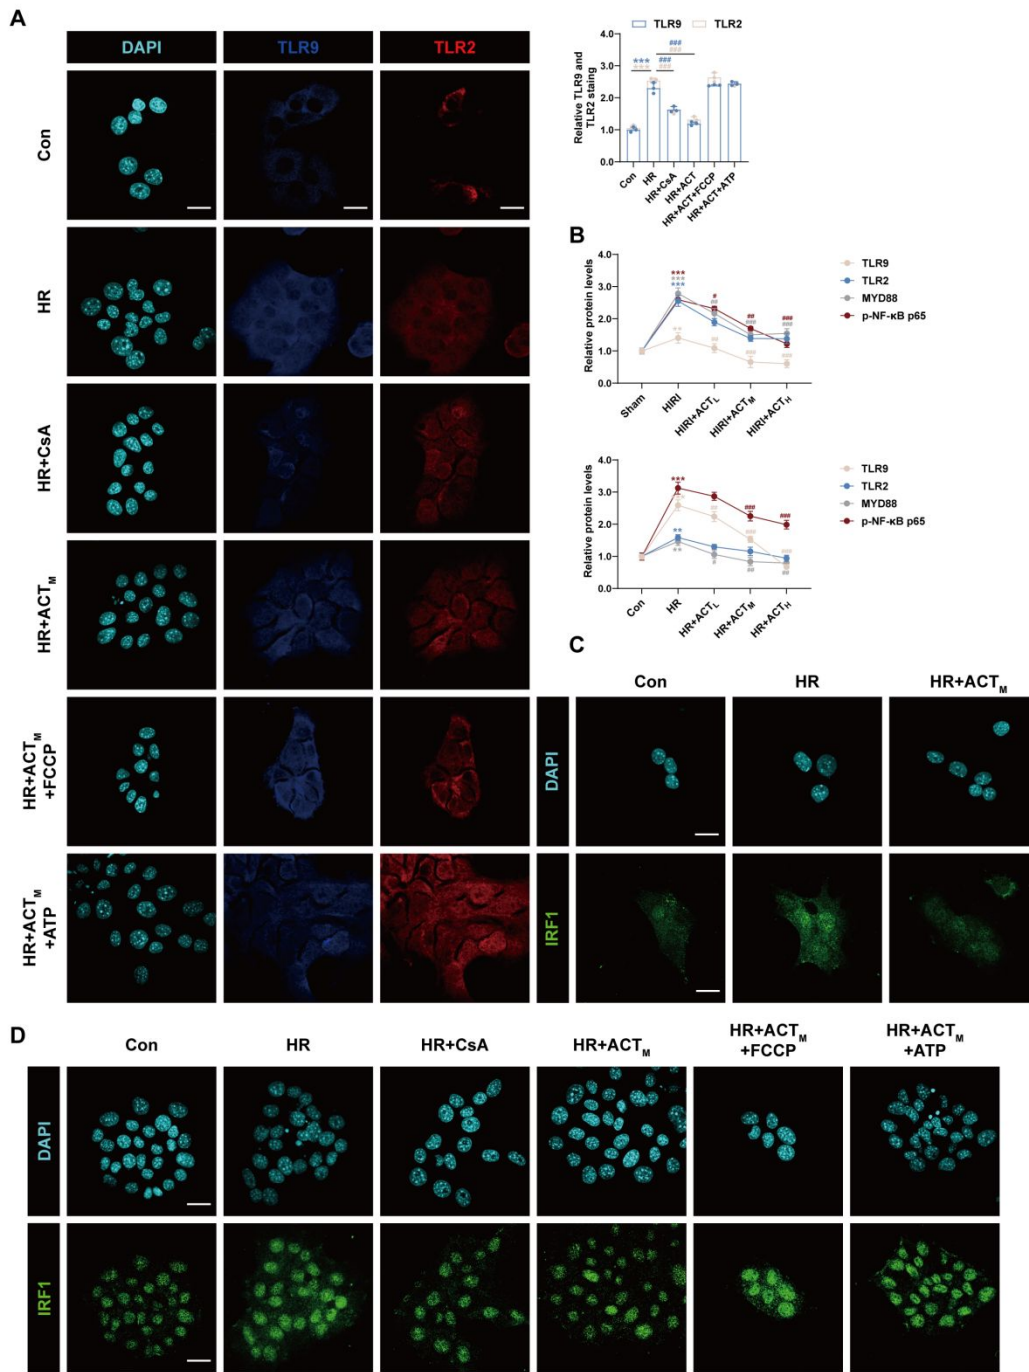 A
DAPI
TLR9
TLR2
Con
HR
HR+CsA
HR+ACTM
HR+ACTM
+FCCP
HR+ACTM
+ATP
TLR9
TLR2
Relative TLR9 and
TLR2 staing
4.0
3.0
2.0
1.0
0.0
***
***
###
###
###
###
Con
HR
HR+CsA
HR+ACT
HR+ACT+FCCP
HR+ACT+ATP
B
Relative protein levels
4.0
3.0
2.0
1.0
0.0
***
***
***
**
#
##
##
##
###
###
###
###
###
Sham
HIRI
HIRI+ACTL
HIRI+ACTM
HIRI+ACTH
TLR9
TLR2
MYD88
p-NF-κB p65
Relative protein levels
4.0
3.0
2.0
1.0
0.0
***
**
**
##
#
###
###
##
###
###
##
Con
HR
HR+ACTL
HR+ACTM
HR+ACTH
TLR9
TLR2
MYD88
p-NF-κB p65
C
Con
HR
HR+ACTM
DAPI
IRF1
D
Con
HR
HR+CsA
HR+ACTM
HR+ACTM
+FCCP
HR+ACTM
+ATP
DAPI
IRF1